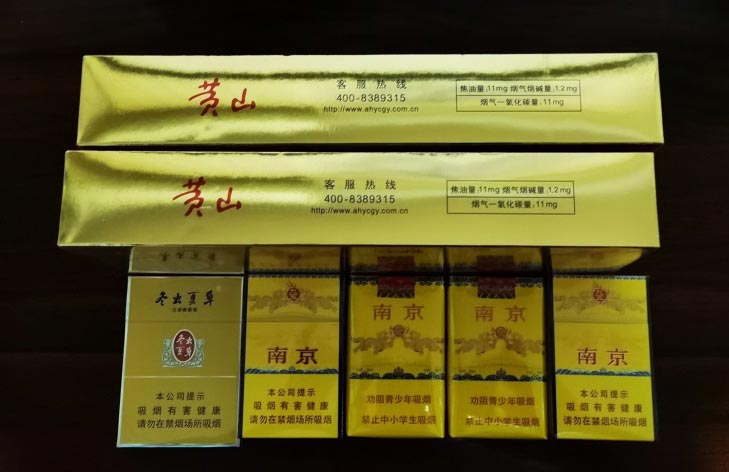 黄山
客服热线
400-8389315
http://www.ahycgy.com.cn
焦油量:11mg 烟气烟碱量:1.2mg
烟气一氧化碳量:11mg
黄山
客服热线
400-8389315
http://www.ahycgy.com.cn
焦油量:11mg 烟气烟碱量:1.2mg
烟气一氧化碳量:11mg
冬虫夏草
冬虫
夏草
本公司提示
吸烟有害健康
请勿在禁烟场所吸烟
南京
本公司提示
吸烟有害健康
请勿在禁烟场所吸烟
南京
劝阻青少年吸烟
禁止中小学生吸烟
南京
劝阻青少年吸烟
禁止中小学生吸烟
南京
本公司提示
吸烟有害健康
请勿在禁烟场所吸烟